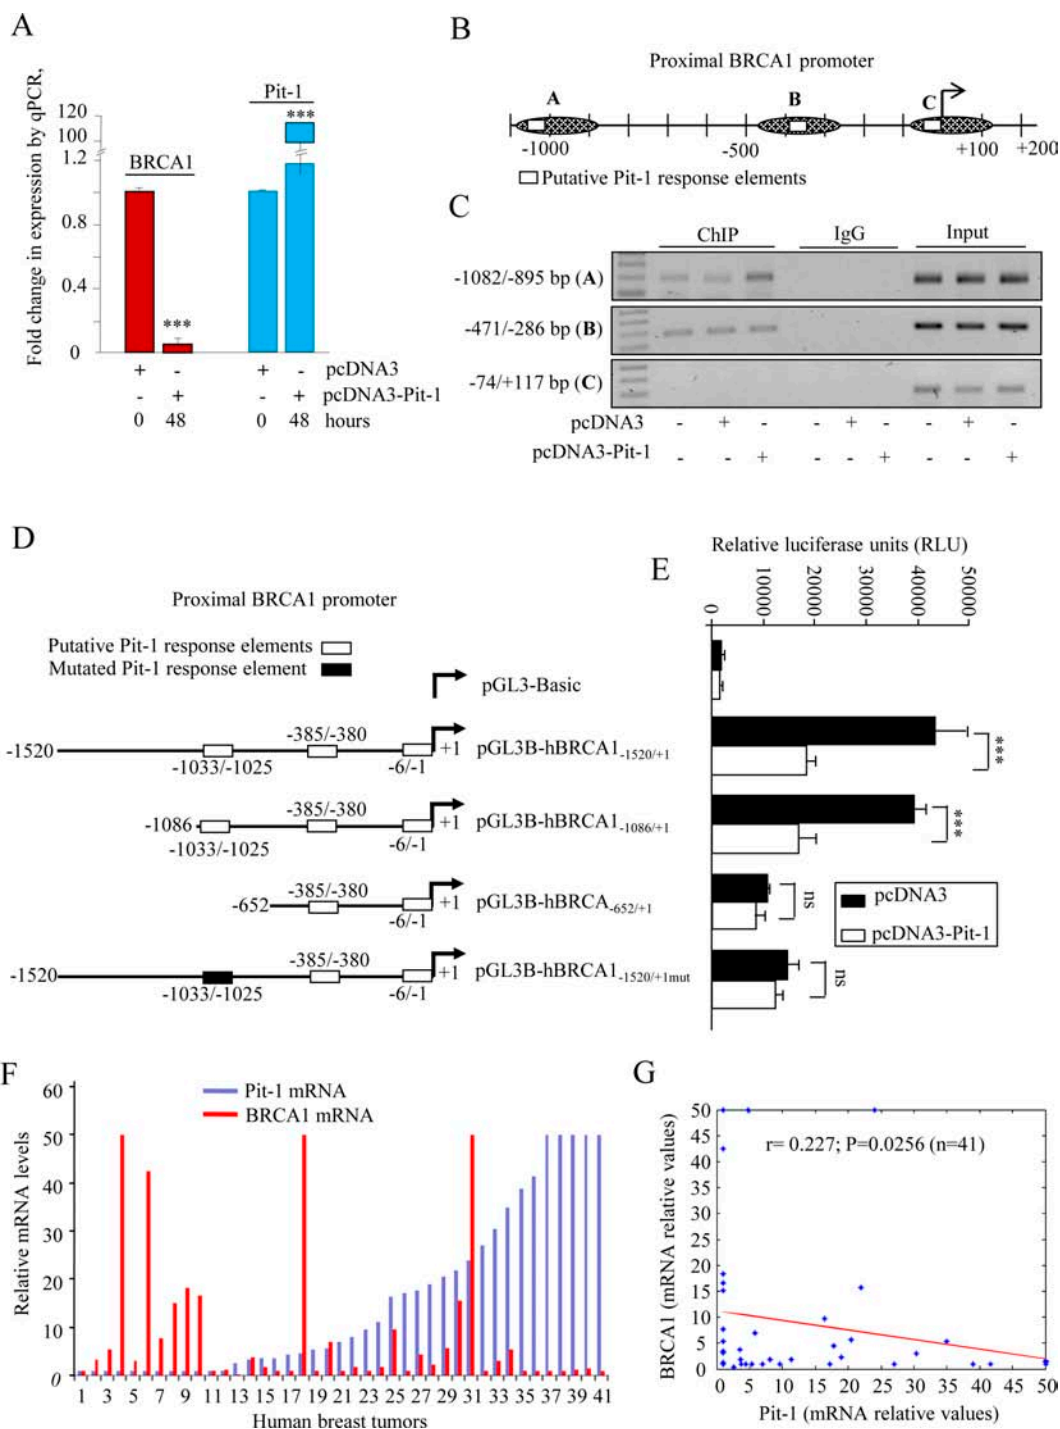 A
Fold change in expression by qPCR,
120
100
1.2
0.8
0.4
0
BRCA1
***
Pit-1
***
+ - + - pcDNA3
- + - + pcDNA3-Pit-1
0 48 0 48 hours
B
Proximal BRCA1 promoter
A B C
-1000 -500 +100 +200
Putative Pit-1 response elements
C
ChIP IgG Input
-1082/-895 bp (A)
-471/-286 bp (B)
-74/+117 bp (C)
pcDNA3 - + - - + - - + -
pcDNA3-Pit-1 - - + - - + - - +
D
Proximal BRCA1 promoter
Putative Pit-1 response elements
Mutated Pit-1 response element
pGL3-Basic
-1520 -385/-380 +1 pGL3B-hBRCA1-1520/+1
-1033/-1025 -6/-1
-1086 -385/-380 +1 pGL3B-hBRCA1-1086/+1
-1033/-1025 -6/-1
-652 -385/-380 +1 pGL3B-hBRCA-652/+1
-6/-1
-1520 -385/-380 +1 pGL3B-hBRCA1-1520/+1mut
-1033/-1025 -6/-1
E
Relative luciferase units (RLU)
0 10000 20000 30000 40000 50000
***
***
ns
ns
pcDNA3
pcDNA3-Pit-1
F
Relative mRNA levels
60
50
40
30
20
10
0
Pit-1 mRNA
BRCA1 mRNA
1 3 5 7 9 11 13 15 17 19 21 23 25 27 29 31 33 35 37 39 41
Human breast tumors
G
BRCA1 (mRNA relative values)
50
45
40
35
30
25
20
15
10
5
0
r= 0.227; P=0.0256 (n=41)
0 5 10 15 20 25 30 35 40 45 50
Pit-1 (mRNA relative values)